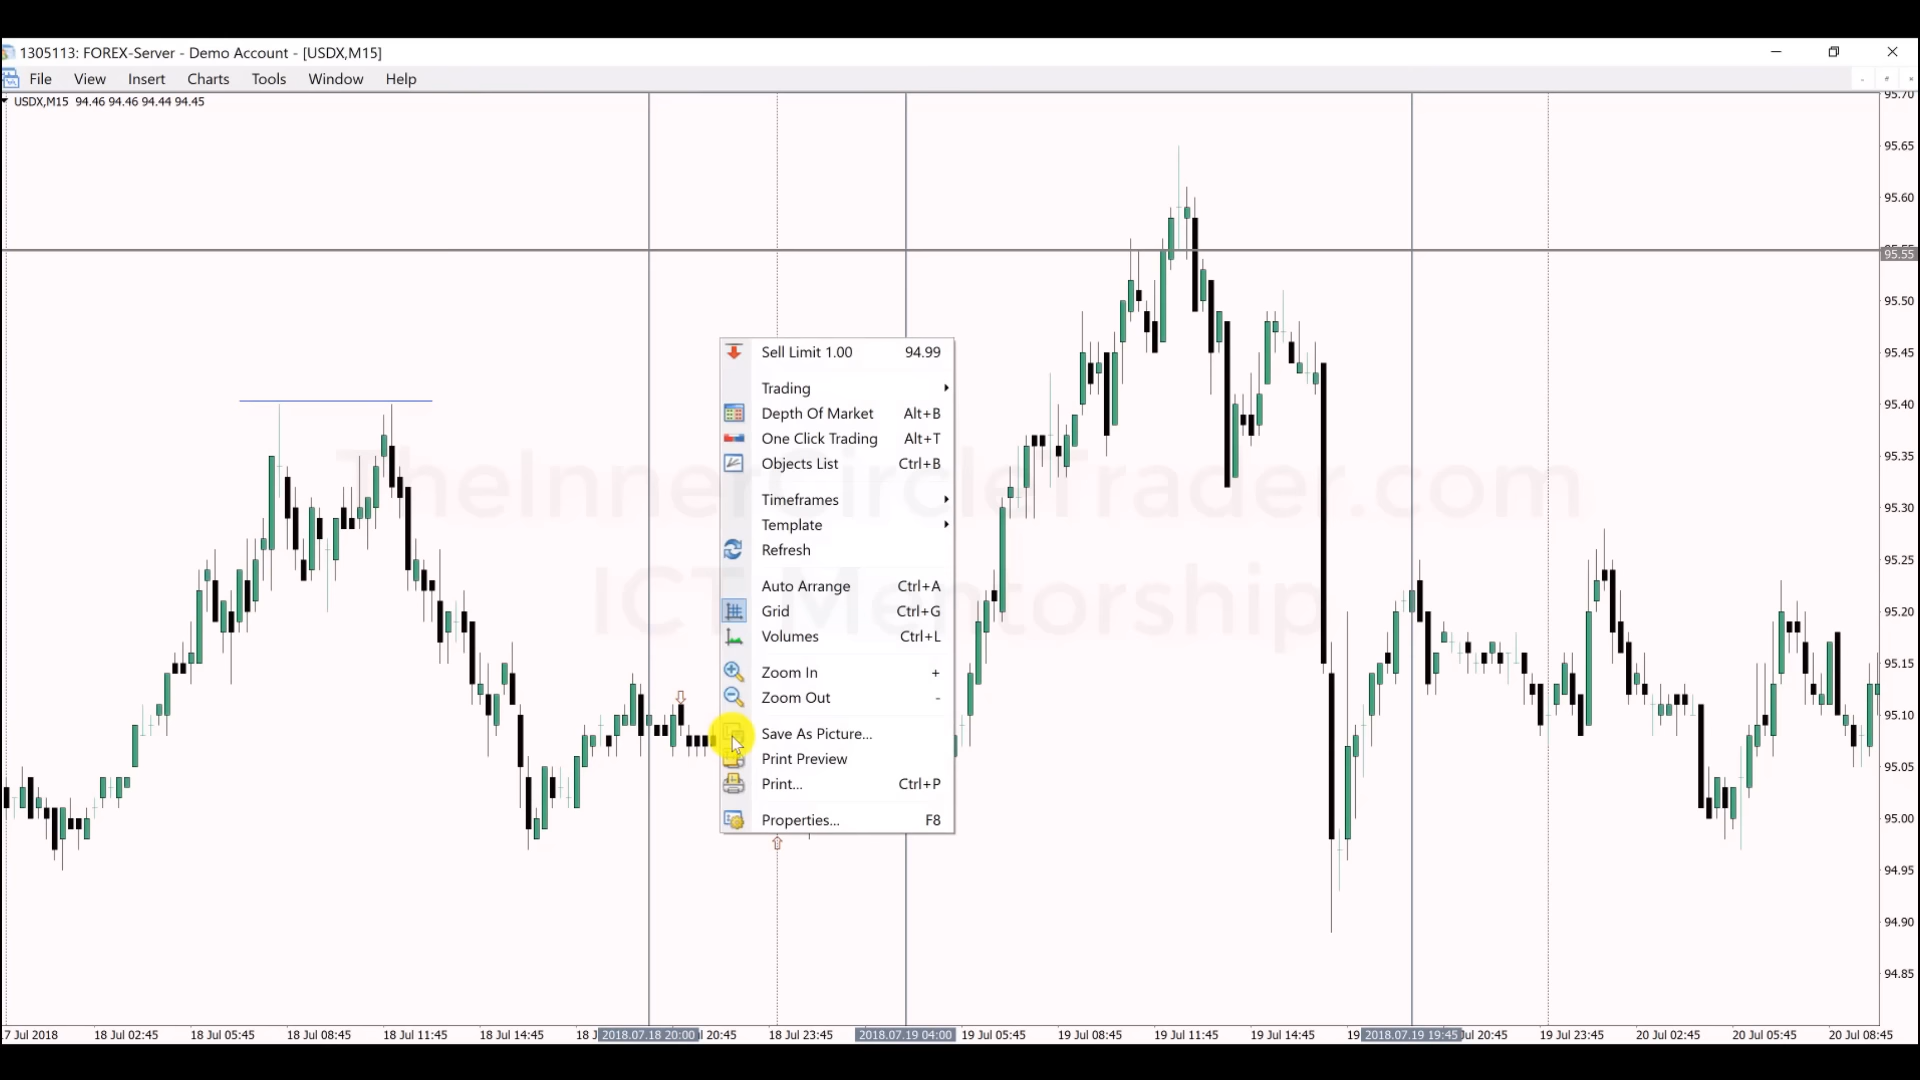 1305113: FOREX-Server - Demo Account - [USDX,M15]
File View Insert Charts Tools Window Help
USDX,M15 94.46 94.46 94.44 94.45
95.70
95.65
95.60
95.55
95.50
95.45
95.40
95.35
95.30
95.25
95.20
95.15
95.10
95.05
95.00
94.95
94.90
94.85
Sell Limit 1.00 94.99
Trading
Depth Of Market Alt+B
One Click Trading Alt+T
Objects List Ctrl+B
Timeframes
Template
Refresh
Auto Arrange Ctrl+A
Grid Ctrl+G
Volumes Ctrl+L
Zoom In +
Zoom Out -
Save As Picture...
Print Preview
Print... Ctrl+P
Properties... F8
TheInnerCircleTrader.com
ICT Mentorship
7 Jul 2018 18 Jul 02:45 18 Jul 05:45 18 Jul 08:45 18 Jul 11:45 18 Jul 14:45 18 J 2018.07.18 20:00 l 20:45 18 Jul 23:45 2018.07.19 04:00 19 Jul 05:45 19 Jul 08:45 19 Jul 11:45 19 Jul 14:45 19 2018.07.19 19:45 Jul 20:45 19 Jul 23:45 20 Jul 02:45 20 Jul 05:45 20 Jul 08:45